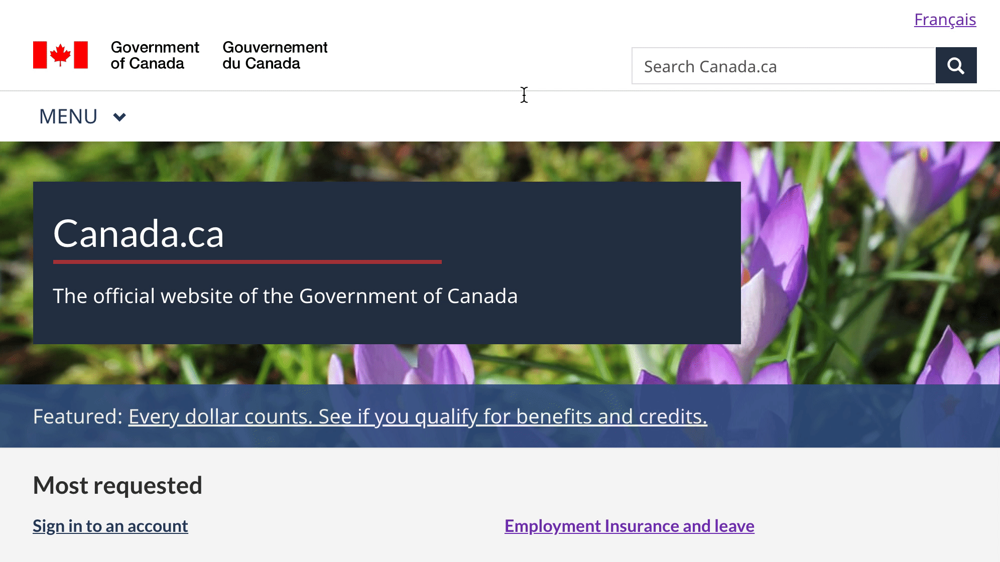 Français
Government
of Canada
Gouvernement
du Canada
Search Canada.ca
MENU
Canada.ca
The official website of the Government of Canada
Featured: Every dollar counts. See if you qualify for benefits and credits.
Most requested
Sign in to an account
Employment Insurance and leave